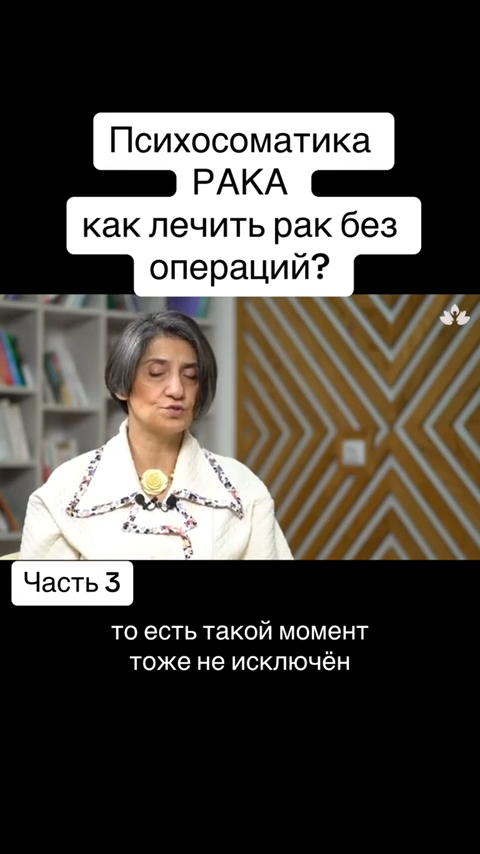 Психосоматика
РАКА
как лечить рак без
операций?
Часть 3
то есть такой момент
тоже не исключён